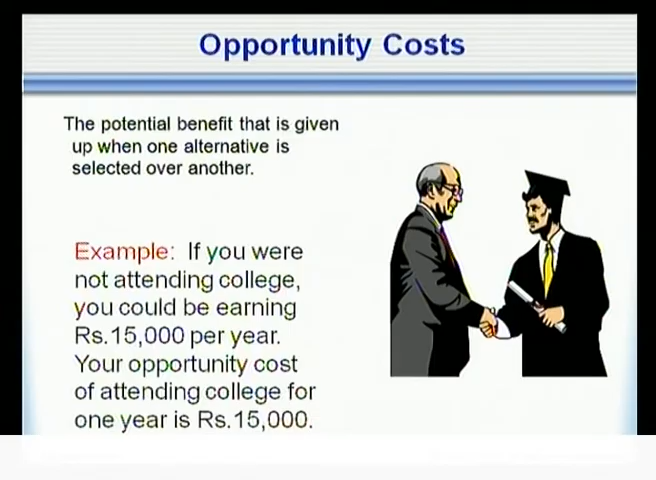 Opportunity Costs
The potential benefit that is given
up when one alternative is
selected over another.
Example: If you were
not attending college,
you could be earning
Rs.15,000 per year.
Your opportunity cost
of attending college for
one year is Rs.15,000.